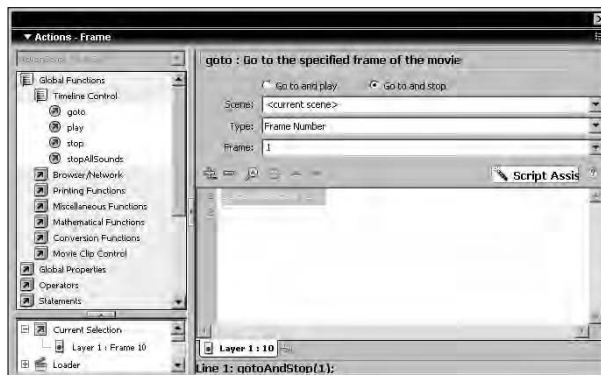 Actions - Frame
Global Functions
Timeline Control
goto
play
stop
stopAllSounds
Browser/Network
Printing Functions
Miscellaneous Functions
Mathematical Functions
Conversion Functions
Movie Clip Control
Global Properties
Operators
Statements
Current Selection
Layer 1 : Frame 10
Loader
goto : Go to the specified frame of the movie
Go to and play Go to and stop
Scene: <current scene>
Type: Frame Number
Frame: 1
Script Assis
Layer 1 : 10
Line 1: gotoAndStop(1);